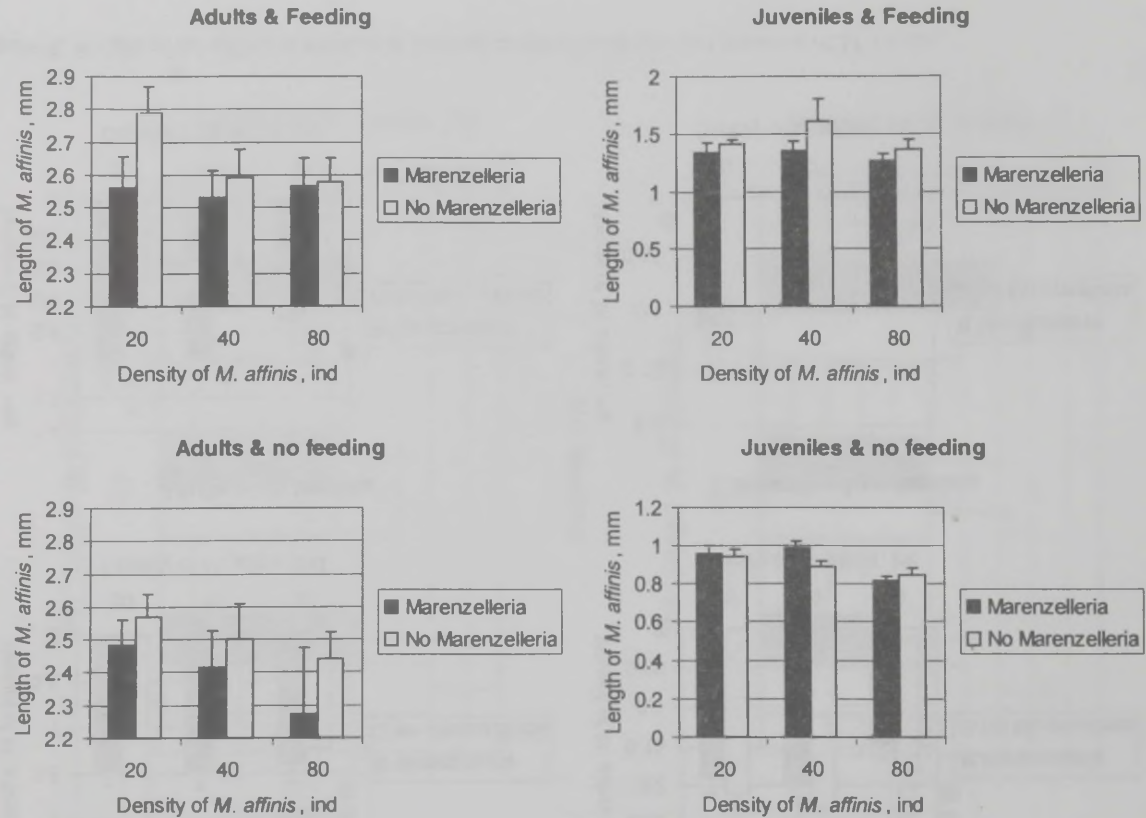 Adults & Feeding
Length of M. affinis, mm
2.9
2.8
2.7
2.6
2.5
2.4
2.3
2.2
20
40
80
Density of M. affinis, ind
Marenzelleria
No Marenzelleria
Juveniles & Feeding
Length of M. affinis, mm
2
1.5
1
0.5
0
20
40
80
Density of M. affinis, ind
Marenzelleria
No Marenzelleria
Adults & no feeding
Length of M. affinis, mm
2.9
2.8
2.7
2.6
2.5
2.4
2.3
2.2
20
40
80
Density of M. affinis, ind
Marenzelleria
No Marenzelleria
Juveniles & no feeding
Length of M. affinis, mm
1.2
1
0.8
0.6
0.4
0.2
0
20
40
80
Density of M. affinis, ind
Marenzelleria
No Marenzelleria